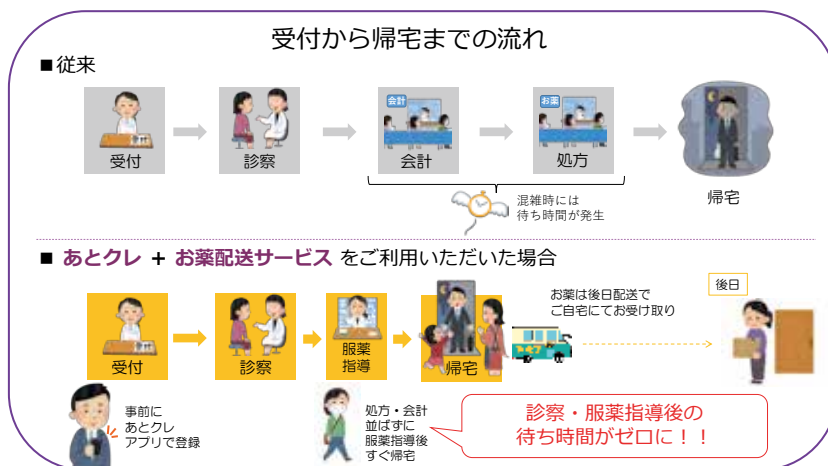 受付から帰宅までの流れ
■従来
会計
お薬
受付
診察
会計
処方
帰宅
混雑時には
待ち時間が発生
■ あとクレ + お薬配送サービス をご利用いただいた場合
お薬は後日配送で
ご自宅にてお受け取り
後日
受付
診察
服薬
指導
帰宅
事前に
あとクレ
アプリで登録
処方・会計
並ばずに
服薬指導後
すぐ帰宅
診察・服薬指導後の
待ち時間がゼロに！！